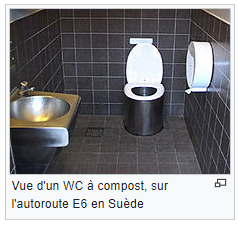 Vue d'un WC à compost, sur
l'autoroute E6 en Suède